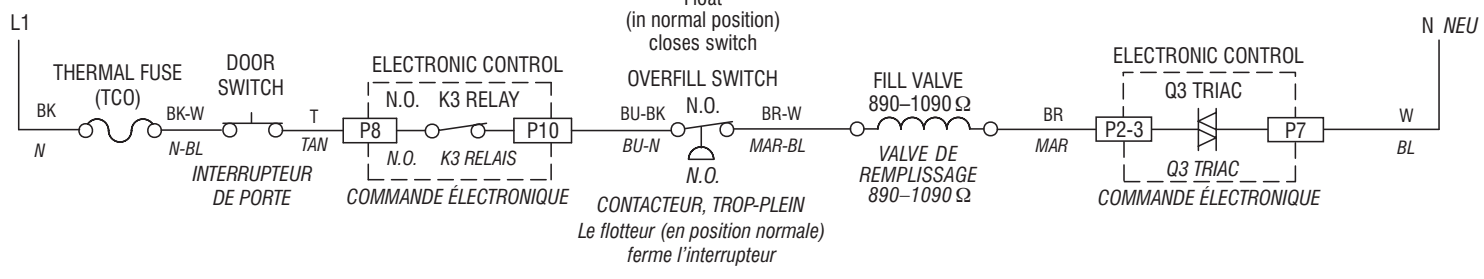 Float
(in normal position)
closes switch
L1
N NEU
THERMAL FUSE
(TCO)
DOOR
SWITCH
ELECTRONIC CONTROL
OVERFILL SWITCH
FILL VALVE
890–1090 Ω
ELECTRONIC CONTROL
BK
BK-W
T
N.O. K3 RELAY
BU-BK
N.O.
BR-W
BR
Q3 TRIAC
W
P8
P10
P2-3
P7
N
N-BL
TAN
N.O. K3 RELAIS
BU-N
N.O.
MAR-BL
MAR
Q3 TRIAC
BL
INTERRUPTEUR
DE PORTE
COMMANDE ÉLECTRONIQUE
VALVE DE
REMPLISSAGE
890–1090 Ω
COMMANDE ÉLECTRONIQUE
CONTACTEUR, TROP-PLEIN
Le flotteur (en position normale)
ferme l'interrupteur